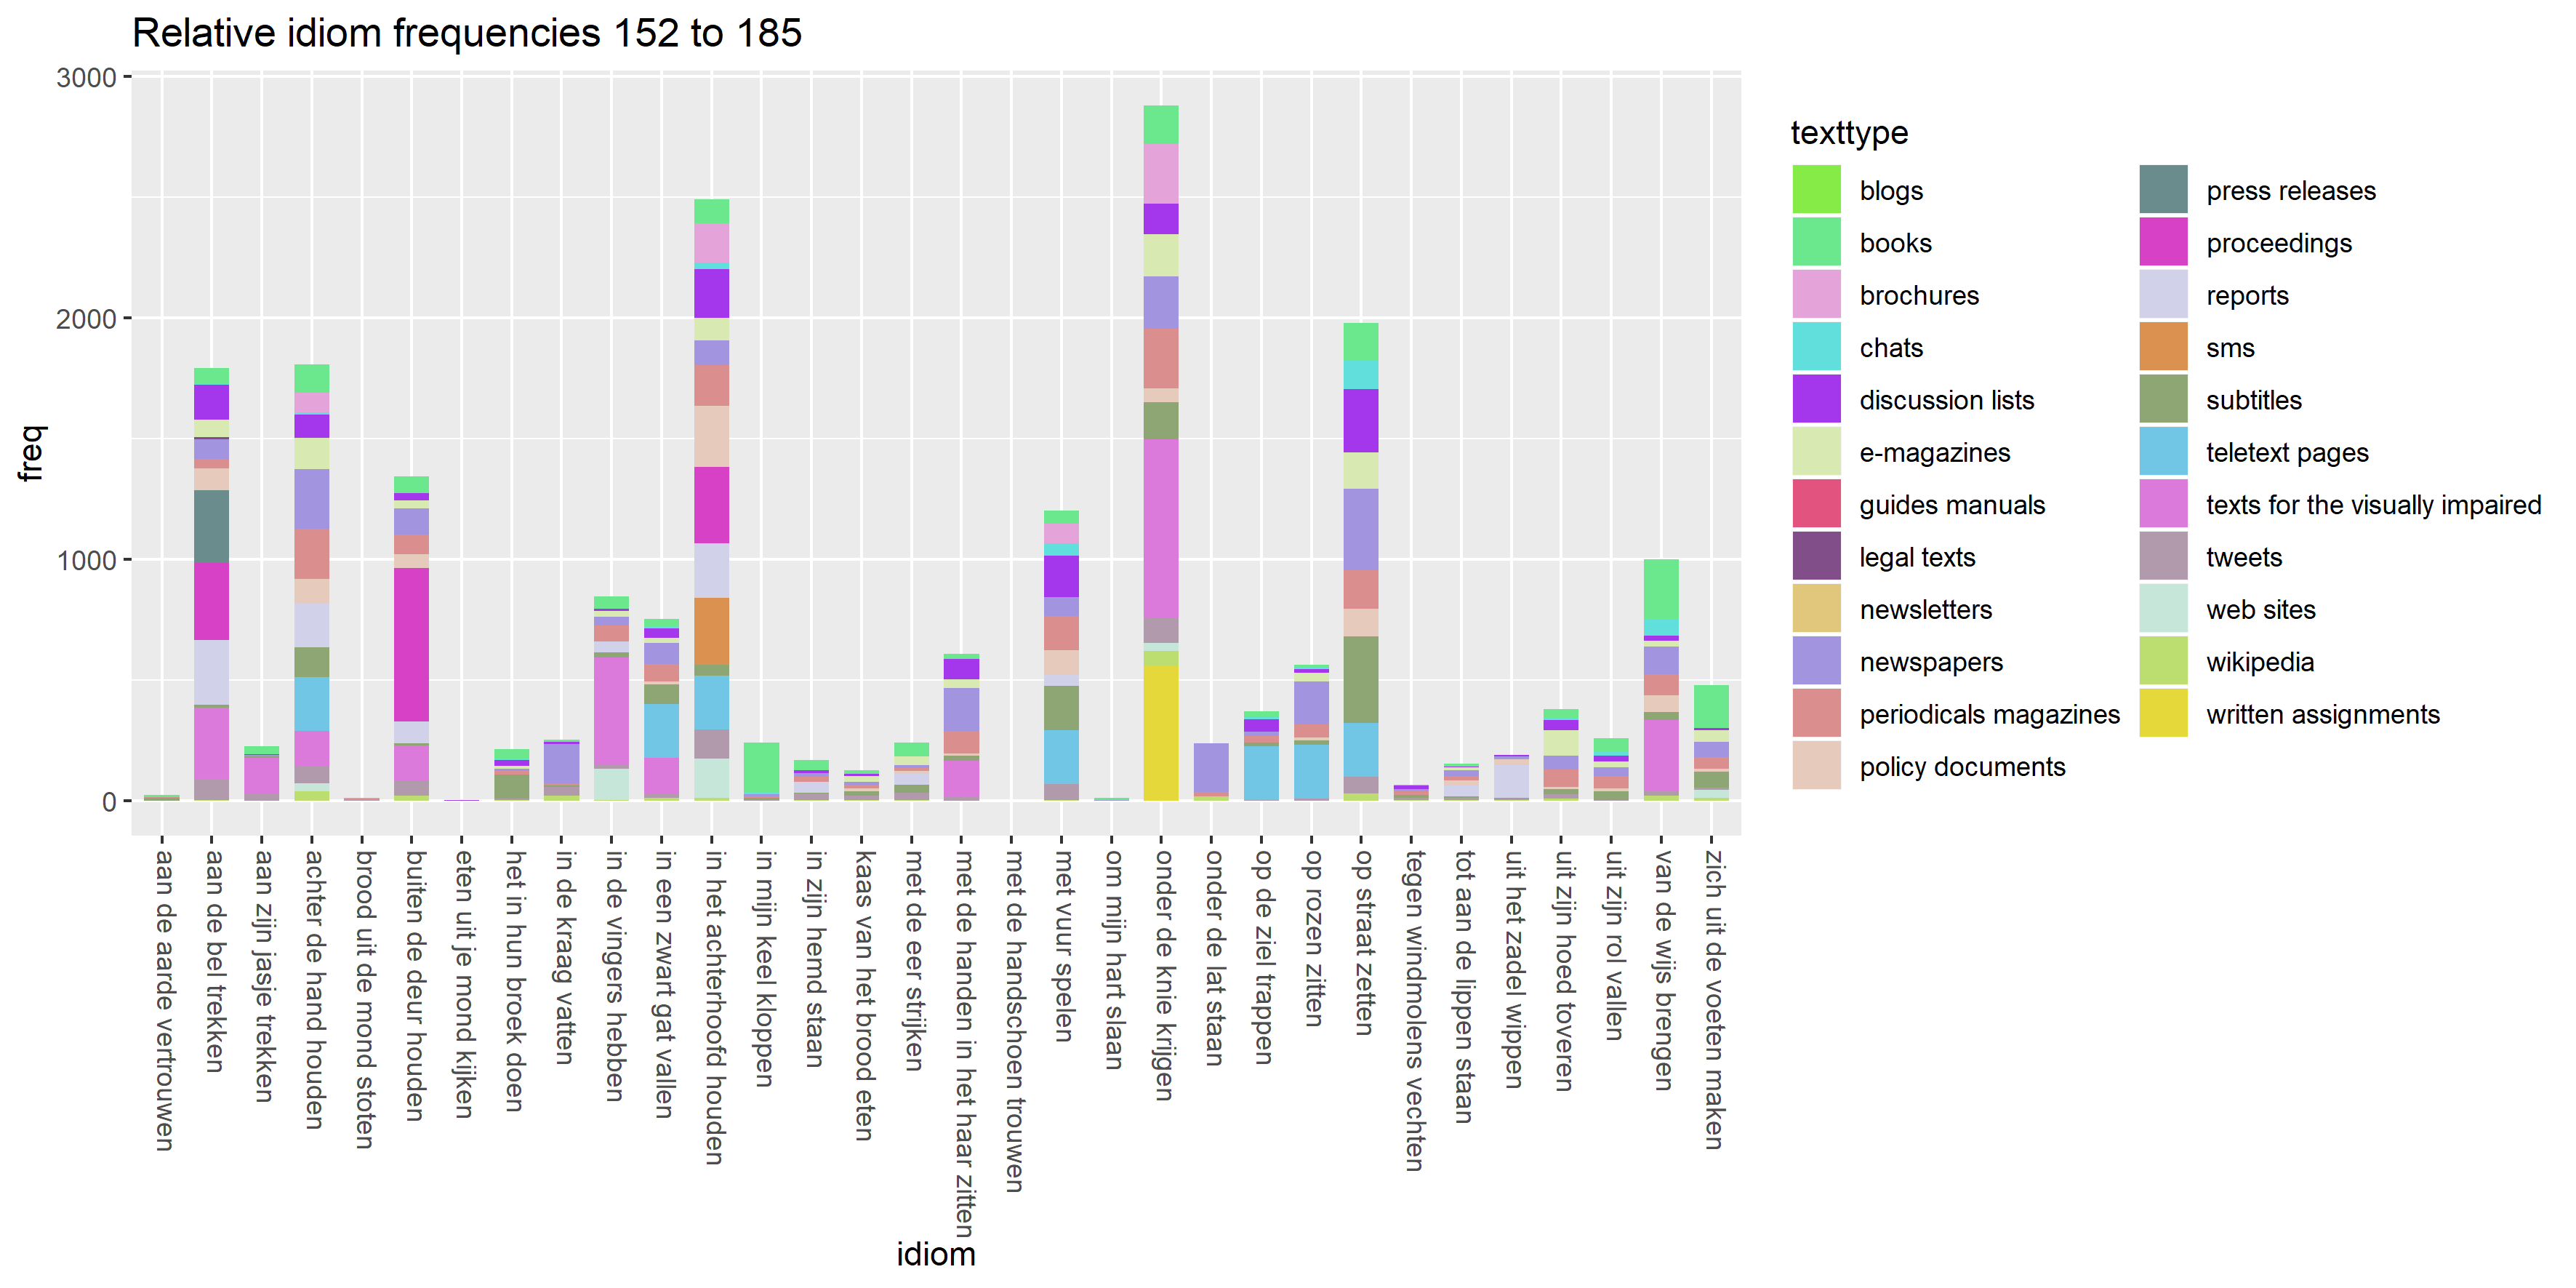 Relative idiom frequencies 152 to 185
3000
2000
1000
0
freq
aan de aarde vertrouwen
aan de bel trekken
aan zijn jasje trekken
achter de hand houden
brood uit de mond stoten
buiten de deur houden
eten uit je mond kijken
het in hun broek doen
in de kraag vatten
in de vingers hebben
in een zwart gat vallen
in het achterhoofd houden
in mijn keel kloppen
in zijn hemd staan
kaas van het brood eten
met de eer strijken
met de handen in het haar zitten
met de handschoen trouwen
met vuur spelen
om mijn hart slaan
onder de knie krijgen
onder de lat staan
op de ziel trappen
op rozen zitten
op straat zetten
tegen windmolens vechten
tot aan de lippen staan
uit het zadel wippen
uit zijn hoed toveren
uit zijn rol vallen
van de wijs brengen
zich uit de voeten maken
idiom
texttype
blogs
books
brochures
chats
discussion lists
e-magazines
guides manuals
legal texts
newsletters
newspapers
periodicals magazines
policy documents
press releases
proceedings
reports
sms
subtitles
teletext pages
texts for the visually impaired
tweets
web sites
wikipedia
written assignments